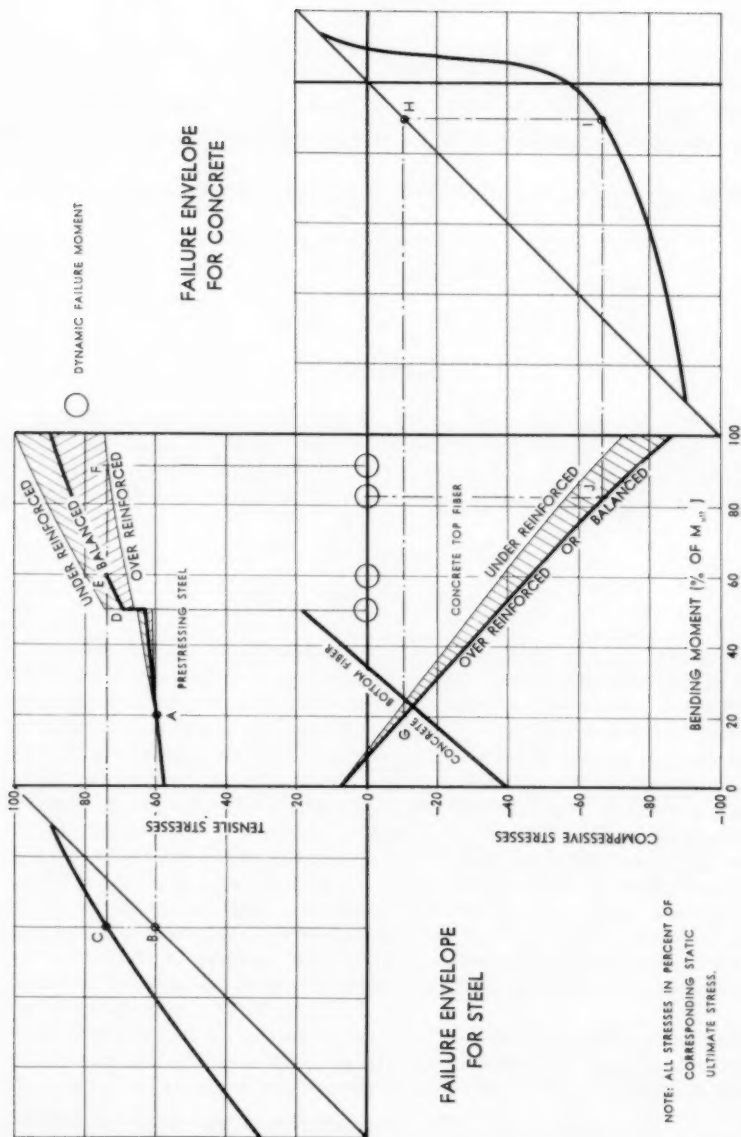 DYNAMIC FAILURE MOMENT
FAILURE ENVELOPE
FOR CONCRETE
FAILURE ENVELOPE
FOR STEEL
NOTE: ALL STRESSES IN PERCENT OF
CORRESPONDING STATIC
ULTIMATE STRESS.
100
80
60
40
20
0
-20
-40
-60
-80
-100
TENSILE STRESSES
COMPRESSIVE STRESSES
0
20
40
60
80
100
BENDING MOMENT (% OF M
UNDER REINFORCED
BALANCED
OVER REINFORCED
PRESTRESSING STEEL
CONCRETE TOP FIBER
UNDER REINFORCED
OVER REINFORCED OR BALANCED
BOTTOM FIBER
CONCRETE
A
B
C
D
E
F
G
H
I
J